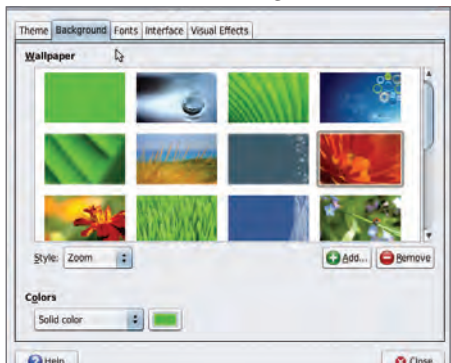 Theme Background Fonts Interface Visual Effects
Wallpaper
Style: Zoom Add... Remove
Colors
Solid color
Help Close